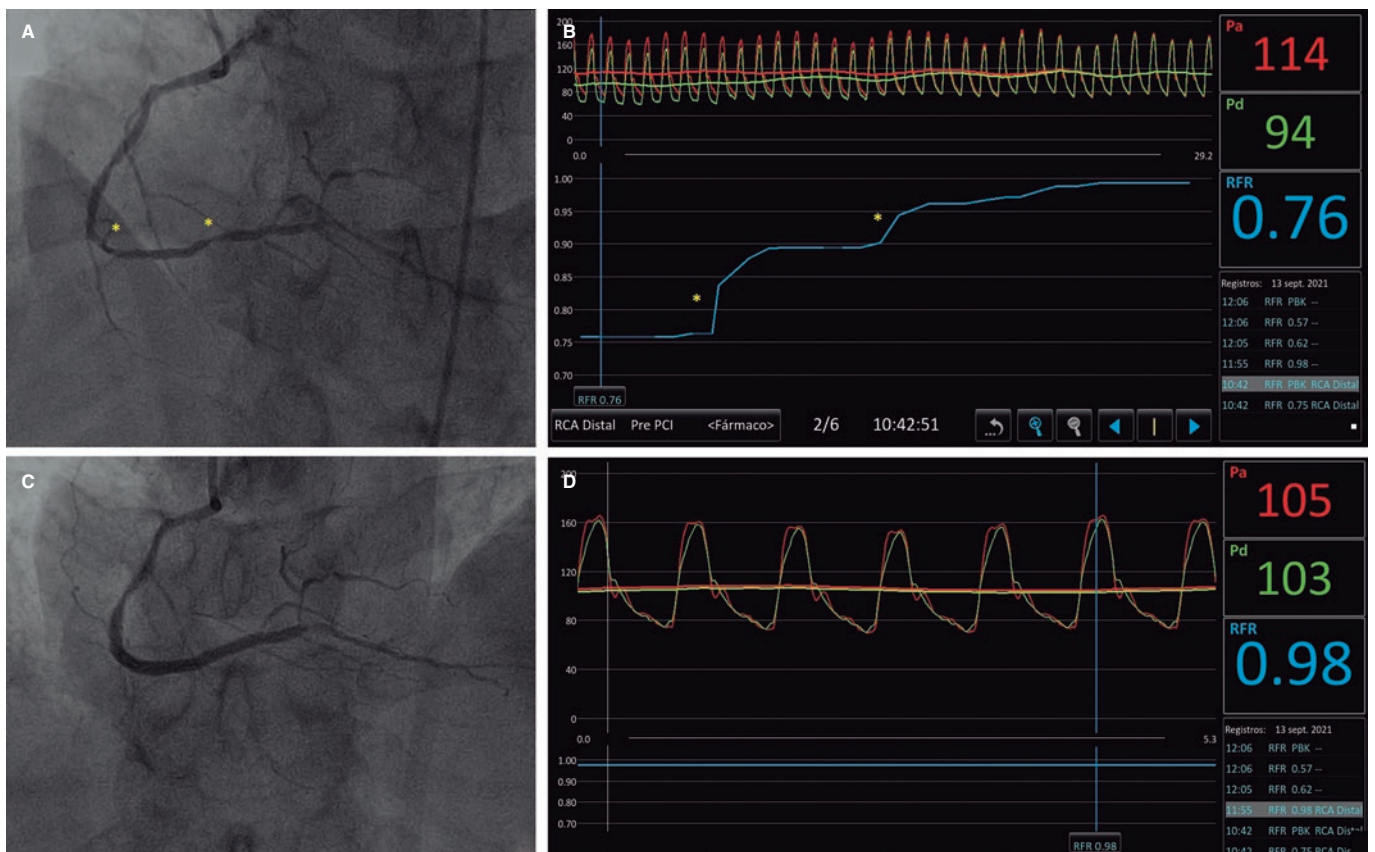 A
*
*
B
200
160
120
80
40
0
0.0
29.2
1.00
0.95
0.90
0.85
0.80
0.75
0.70
*
*
RFR 0.76
RCA Distal Pre PCI <Fármaco> 2/6 10:42:51
Pa
114
Pd
94
RFR
0.76
Registros: 13 sept. 2021
12:06 RFR PBK --
12:06 RFR 0.57 --
12:05 RFR 0.62 --
11:55 RFR 0.98 --
10:42 RFR PBK RCA Distal
10:42 RFR 0.75 RCA Distal
C
D
200
160
120
80
40
0
0.0
5.3
1.00
0.90
0.80
0.70
RFR 0.98
Pa
105
Pd
103
RFR
0.98
Registros: 13 sept. 2021
12:06 RFR PBK --
12:06 RFR 0.57 --
12:05 RFR 0.62 --
11:55 RFR 0.98 RCA Distal
10:42 RFR PBK RCA
10:42 RFR 0.75 RCA